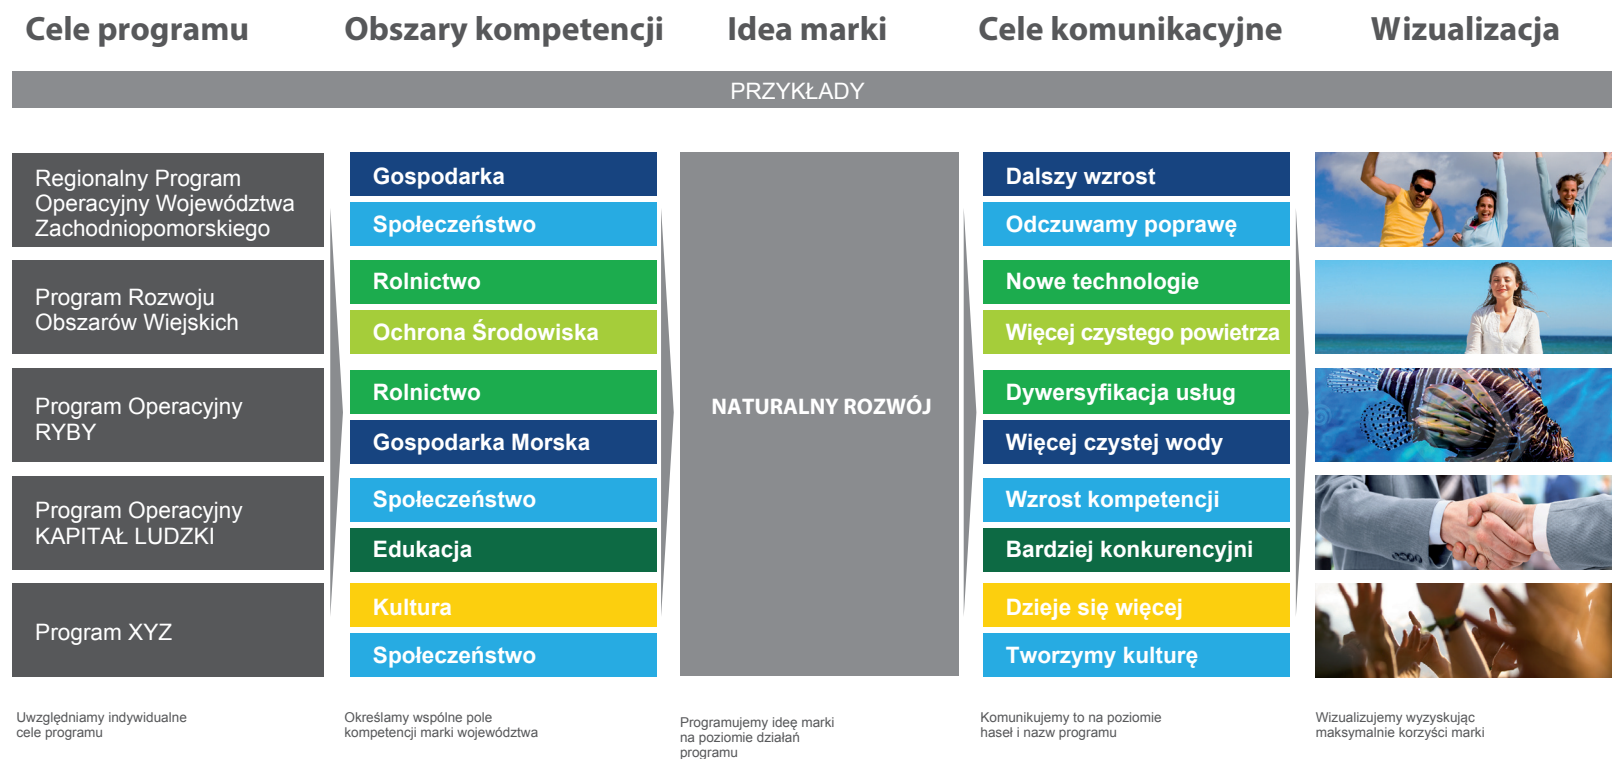 Cele programu
Obszary kompetencji
Idea marki
Cele komunikacyjne
Wizualizacja
PRZYKŁADY
Regionalny Program
Operacyjny Województwa
Zachodniopomorskiego
Program Rozwoju
Obszarów Wiejskich
Program Operacyjny
RYBY
Program Operacyjny
KAPITAŁ LUDZKI
Program XYZ
Gospodarka
Społeczeństwo
Rolnictwo
Ochrona Środowiska
Rolnictwo
Gospodarka Morska
Społeczeństwo
Edukacja
Kultura
Społeczeństwo
NATURALNY ROZWÓJ
Dalszy wzrost
Odczuwamy poprawę
Nowe technologie
Więcej czystego powietrza
Dywersyfikacja usług
Więcej czystej wody
Wzrost kompetencji
Bardziej konkurencyjni
Dzieje się więcej
Tworzymy kulturę
Uwzględniamy indywidualne
cele programu
Określamy wspólne pole
kompetencji marki województwa
Programujemy ideę marki
na poziomie działań
programu
Komunikujemy to na poziomie
haseł i nazw programu
Wizualizujemy wyzyskując
maksymalnie korzyści marki